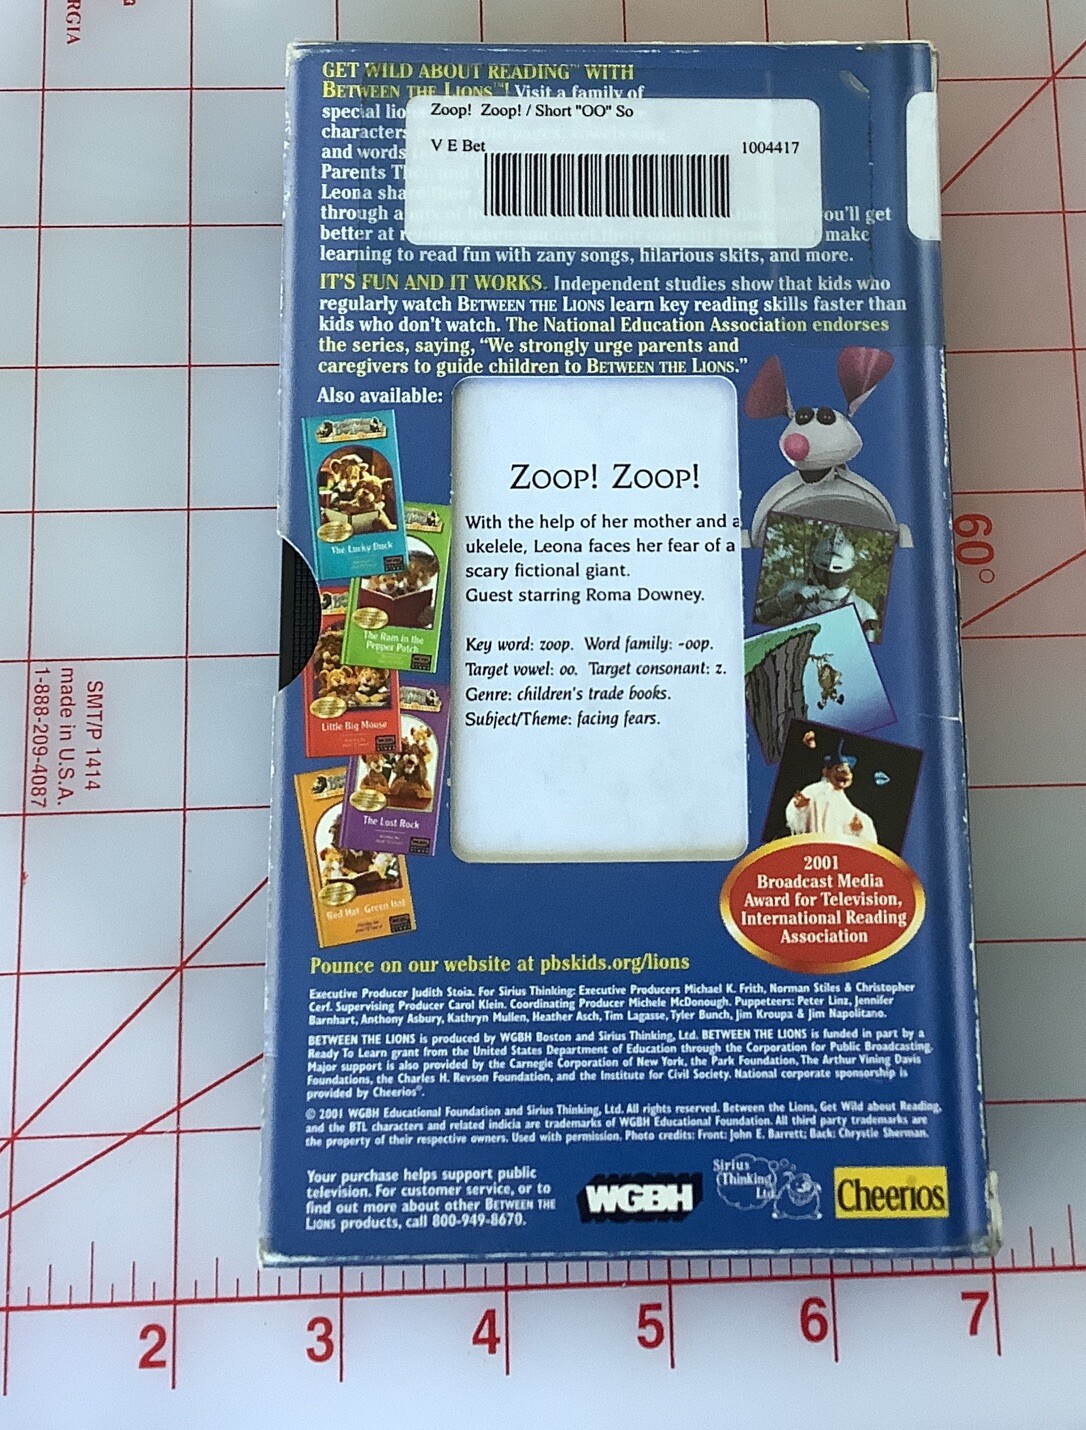 RGIA
GET WILD ABOUT READING™ WITH
BETWEEN THE LIONS™! Visit a family of
special lio
Zoop! Zoop! / Short "OO" So
characters
V E Bet
1004417
and words
Parents T
Leona sha
through a
you'll get
better at
make
learning to read fun with zany songs, hilarious skits, and more.
IT'S FUN AND IT WORKS. Independent studies show that kids who
regularly watch BETWEEN THE LIONS learn key reading skills faster than
kids who don't watch. The National Education Association endorses
the series, saying, “We strongly urge parents and
caregivers to guide children to BETWEEN THE LIONS.”
Also available:
The Lucky Duck
The Ram in the
Pepper Patch
Little Big Mouse
The Lost Rock
Red Hat, Green Hat
ZOOP! ZOOP!
With the help of her mother and a
ukelele, Leona faces her fear of a
scary fictional giant.
Guest starring Roma Downey.
Key word: zoop. Word family: -oop.
Target vowel: oo. Target consonant: z.
Genre: children's trade books.
Subject/Theme: facing fears.
2001
Broadcast Media
Award for Television,
International Reading
Association
Pounce on our website at pbskids.org/lions
Executive Producer Judith Stoia. For Sirius Thinking: Executive Producers Michael K. Frith, Norman Stiles & Christopher
Cerf. Supervising Producer Carol Klein. Coordinating Producer Michele McDonough. Puppeteers: Peter Linz, Jennifer
Barnhart, Anthony Asbury, Kathryn Mullen, Heather Asch, Tim Lagasse, Tyler Bunch, Jim Kroupa & Jim Napolitano.
BETWEEN THE LIONS is produced by WGBH Boston and Sirius Thinking, Ltd. BETWEEN THE LIONS is funded in part by a
Ready To Learn grant from the United States Department of Education through the Corporation for Public Broadcasting.
Major support is also provided by the Carnegie Corporation of New York, the Park Foundation, The Arthur Vining Davis
Foundations, the Charles H. Revson Foundation, and the Institute for Civil Society. National corporate sponsorship is
provided by Cheerios®.
© 2001 WGBH Educational Foundation and Sirius Thinking, Ltd. All rights reserved. Between the Lions, Get Wild about Reading,
and the BTL characters and related indicia are trademarks of WGBH Educational Foundation. All third party trademarks are
the property of their respective owners. Used with permission. Photo credits: Front: John E. Barrett; Back: Chrystie Sherman.
Your purchase helps support public
television. For customer service, or to
find out more about other BETWEEN THE
LIONS products, call 800-949-8670.
WGBH
Sirius
Thinking
Ltd.
Cheerios
60°
SMT/P 1414
made in U.S.A.
1-888-209-4087
2 3 4 5 6 7